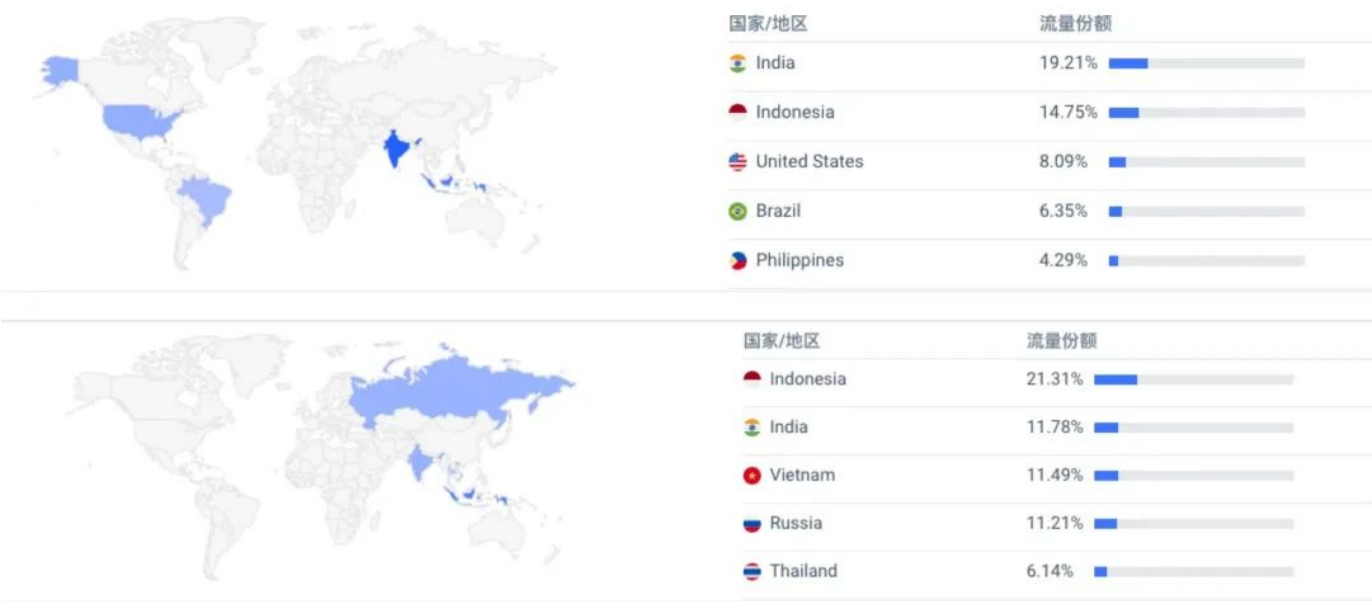 国家/地区 流量份额
India 19.21%
Indonesia 14.75%
United States 8.09%
Brazil 6.35%
Philippines 4.29%
国家/地区 流量份额
Indonesia 21.31%
India 11.78%
Vietnam 11.49%
Russia 11.21%
Thailand 6.14%